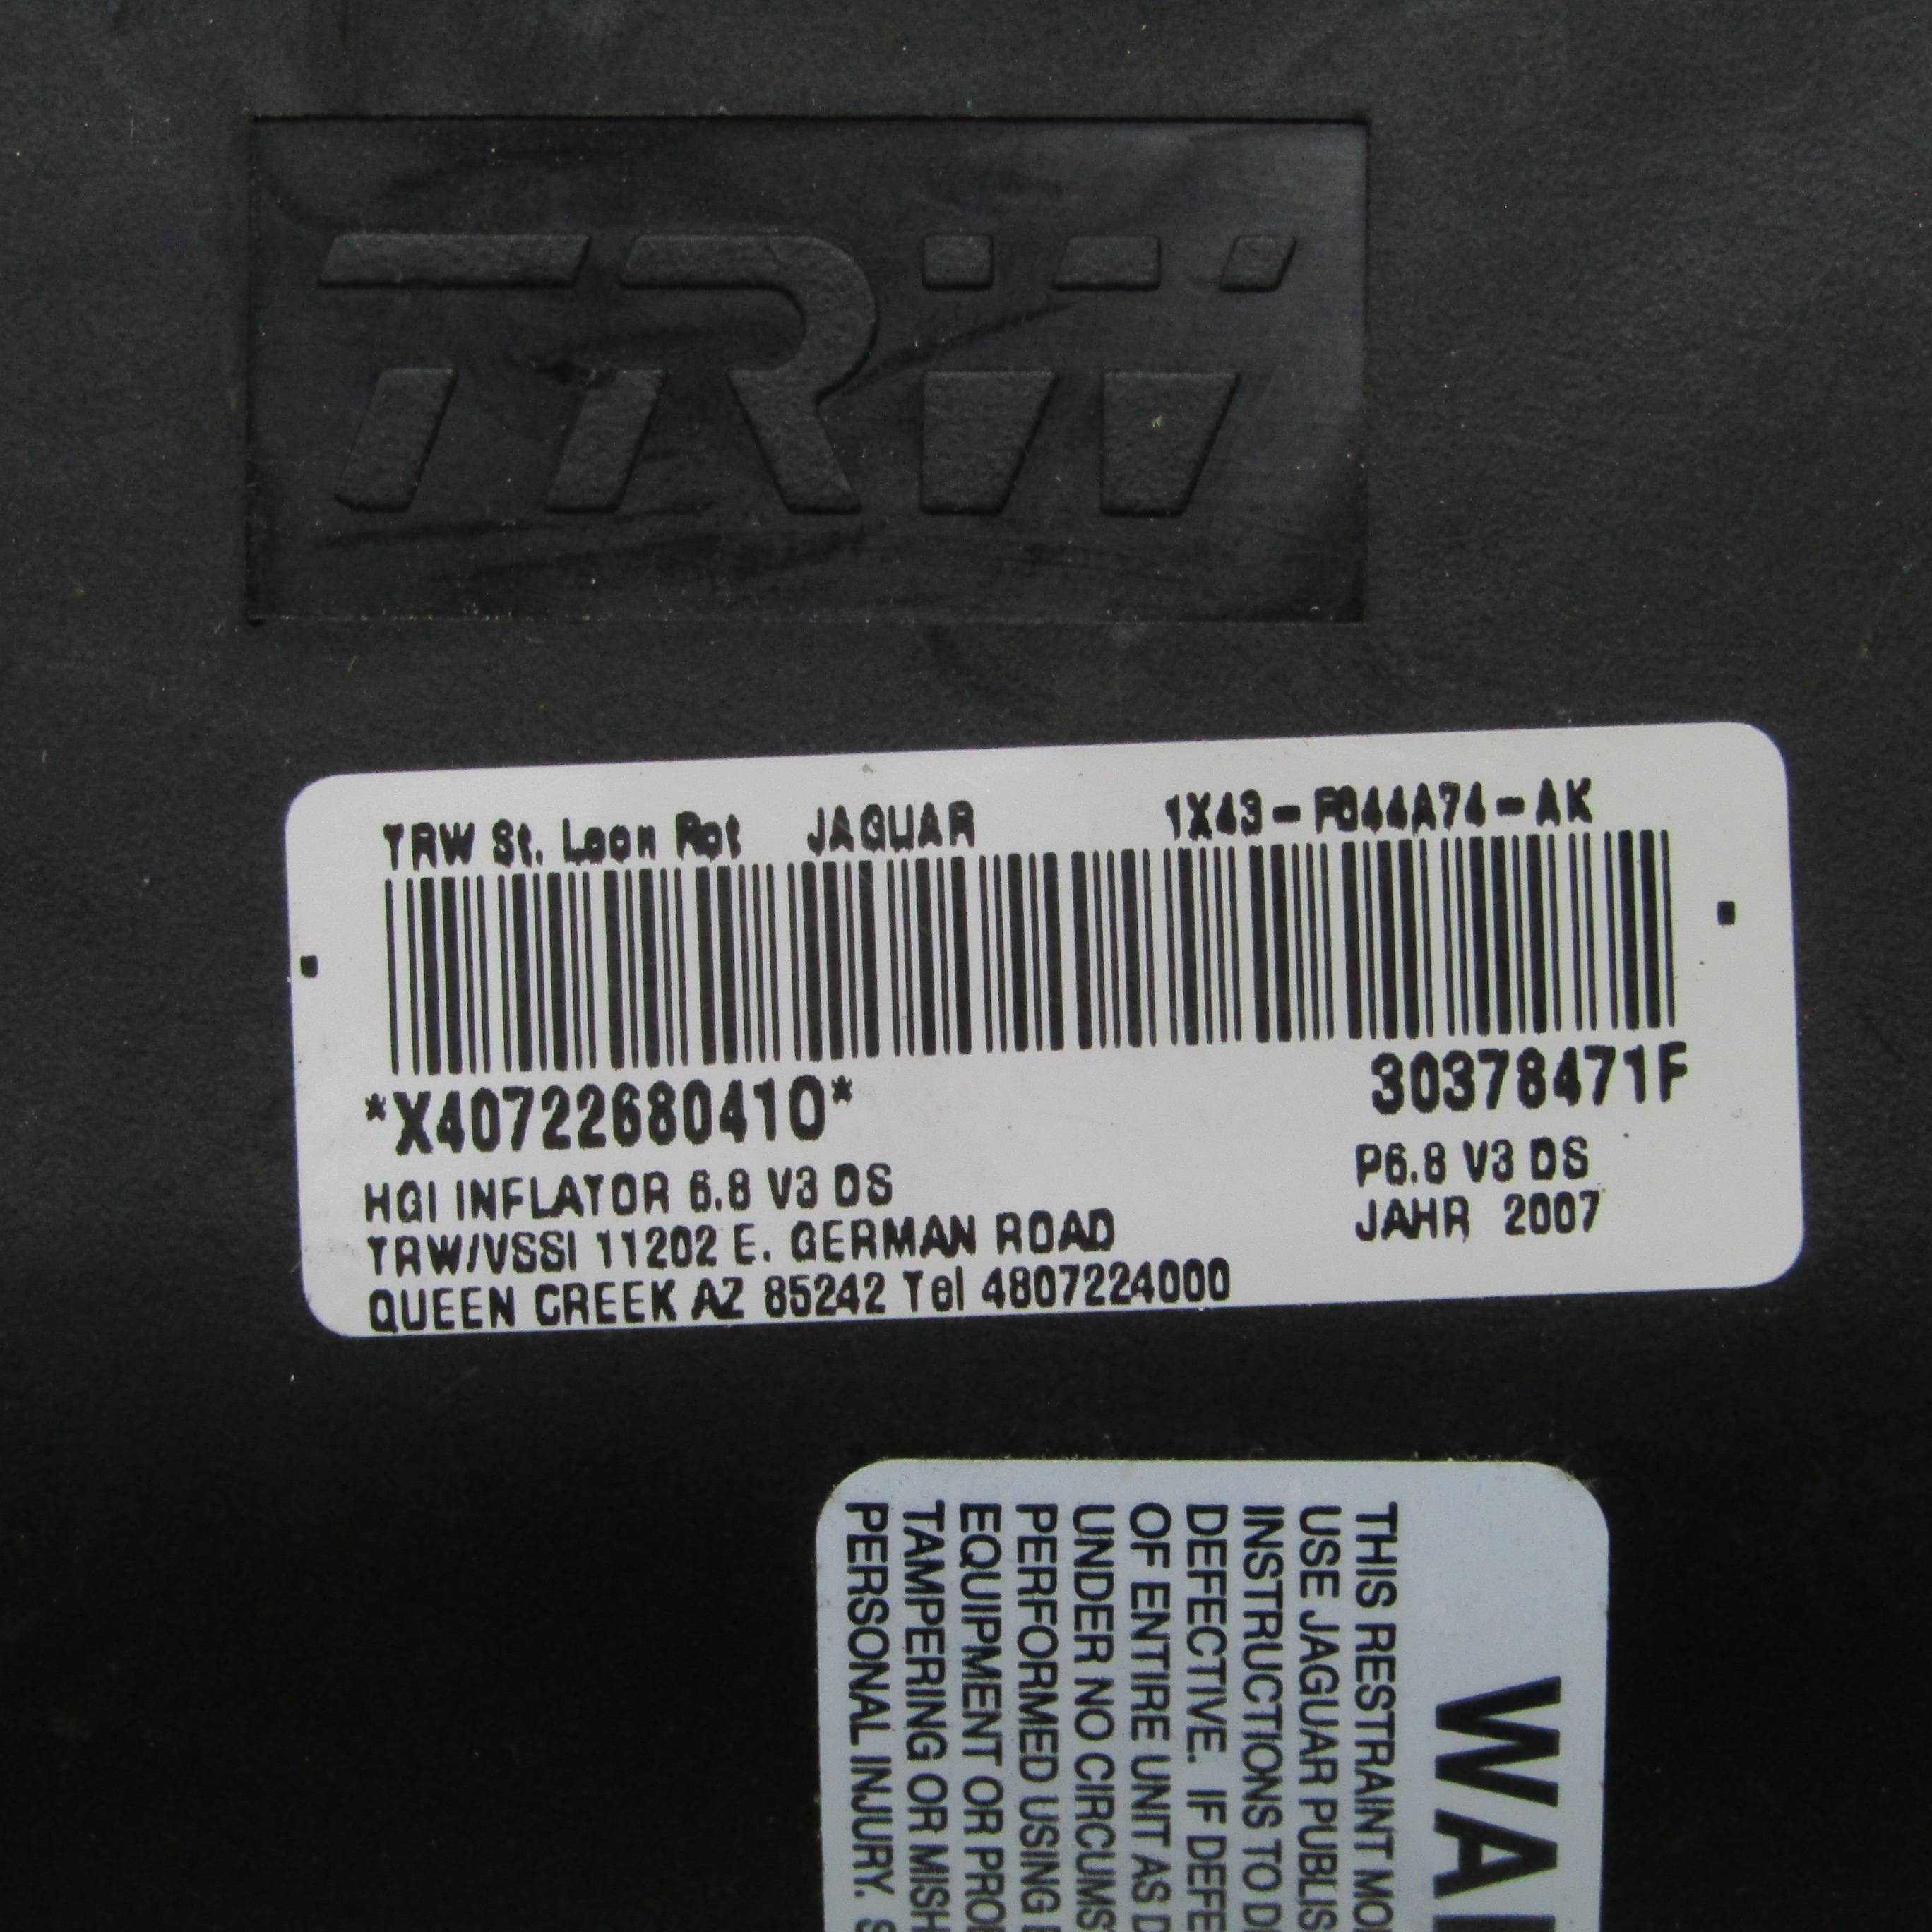 TRW
TRW St. Leon Rot JAGUAR 1X43-F044A74-AK
*X40722680410* 30378471F
HGI INFLATOR 6.8 V3 DS P6.8 V3 DS
TRW/VSSI 11202 E. GERMAN ROAD JAHR 2007
QUEEN CREEK AZ 85242 Tel 4807224000
WAR
THIS RESTRAINT MO
USE JAGUAR PUBLIS
INSTRUCTIONS TO DI
DEFECTIVE. IF DEFE
OF ENTIRE UNIT AS D
UNDER NO CIRCUMS
PERFORMED USING
EQUIPMENT OR PRO
TAMPERING OR MISH
PERSONAL INJURY. S